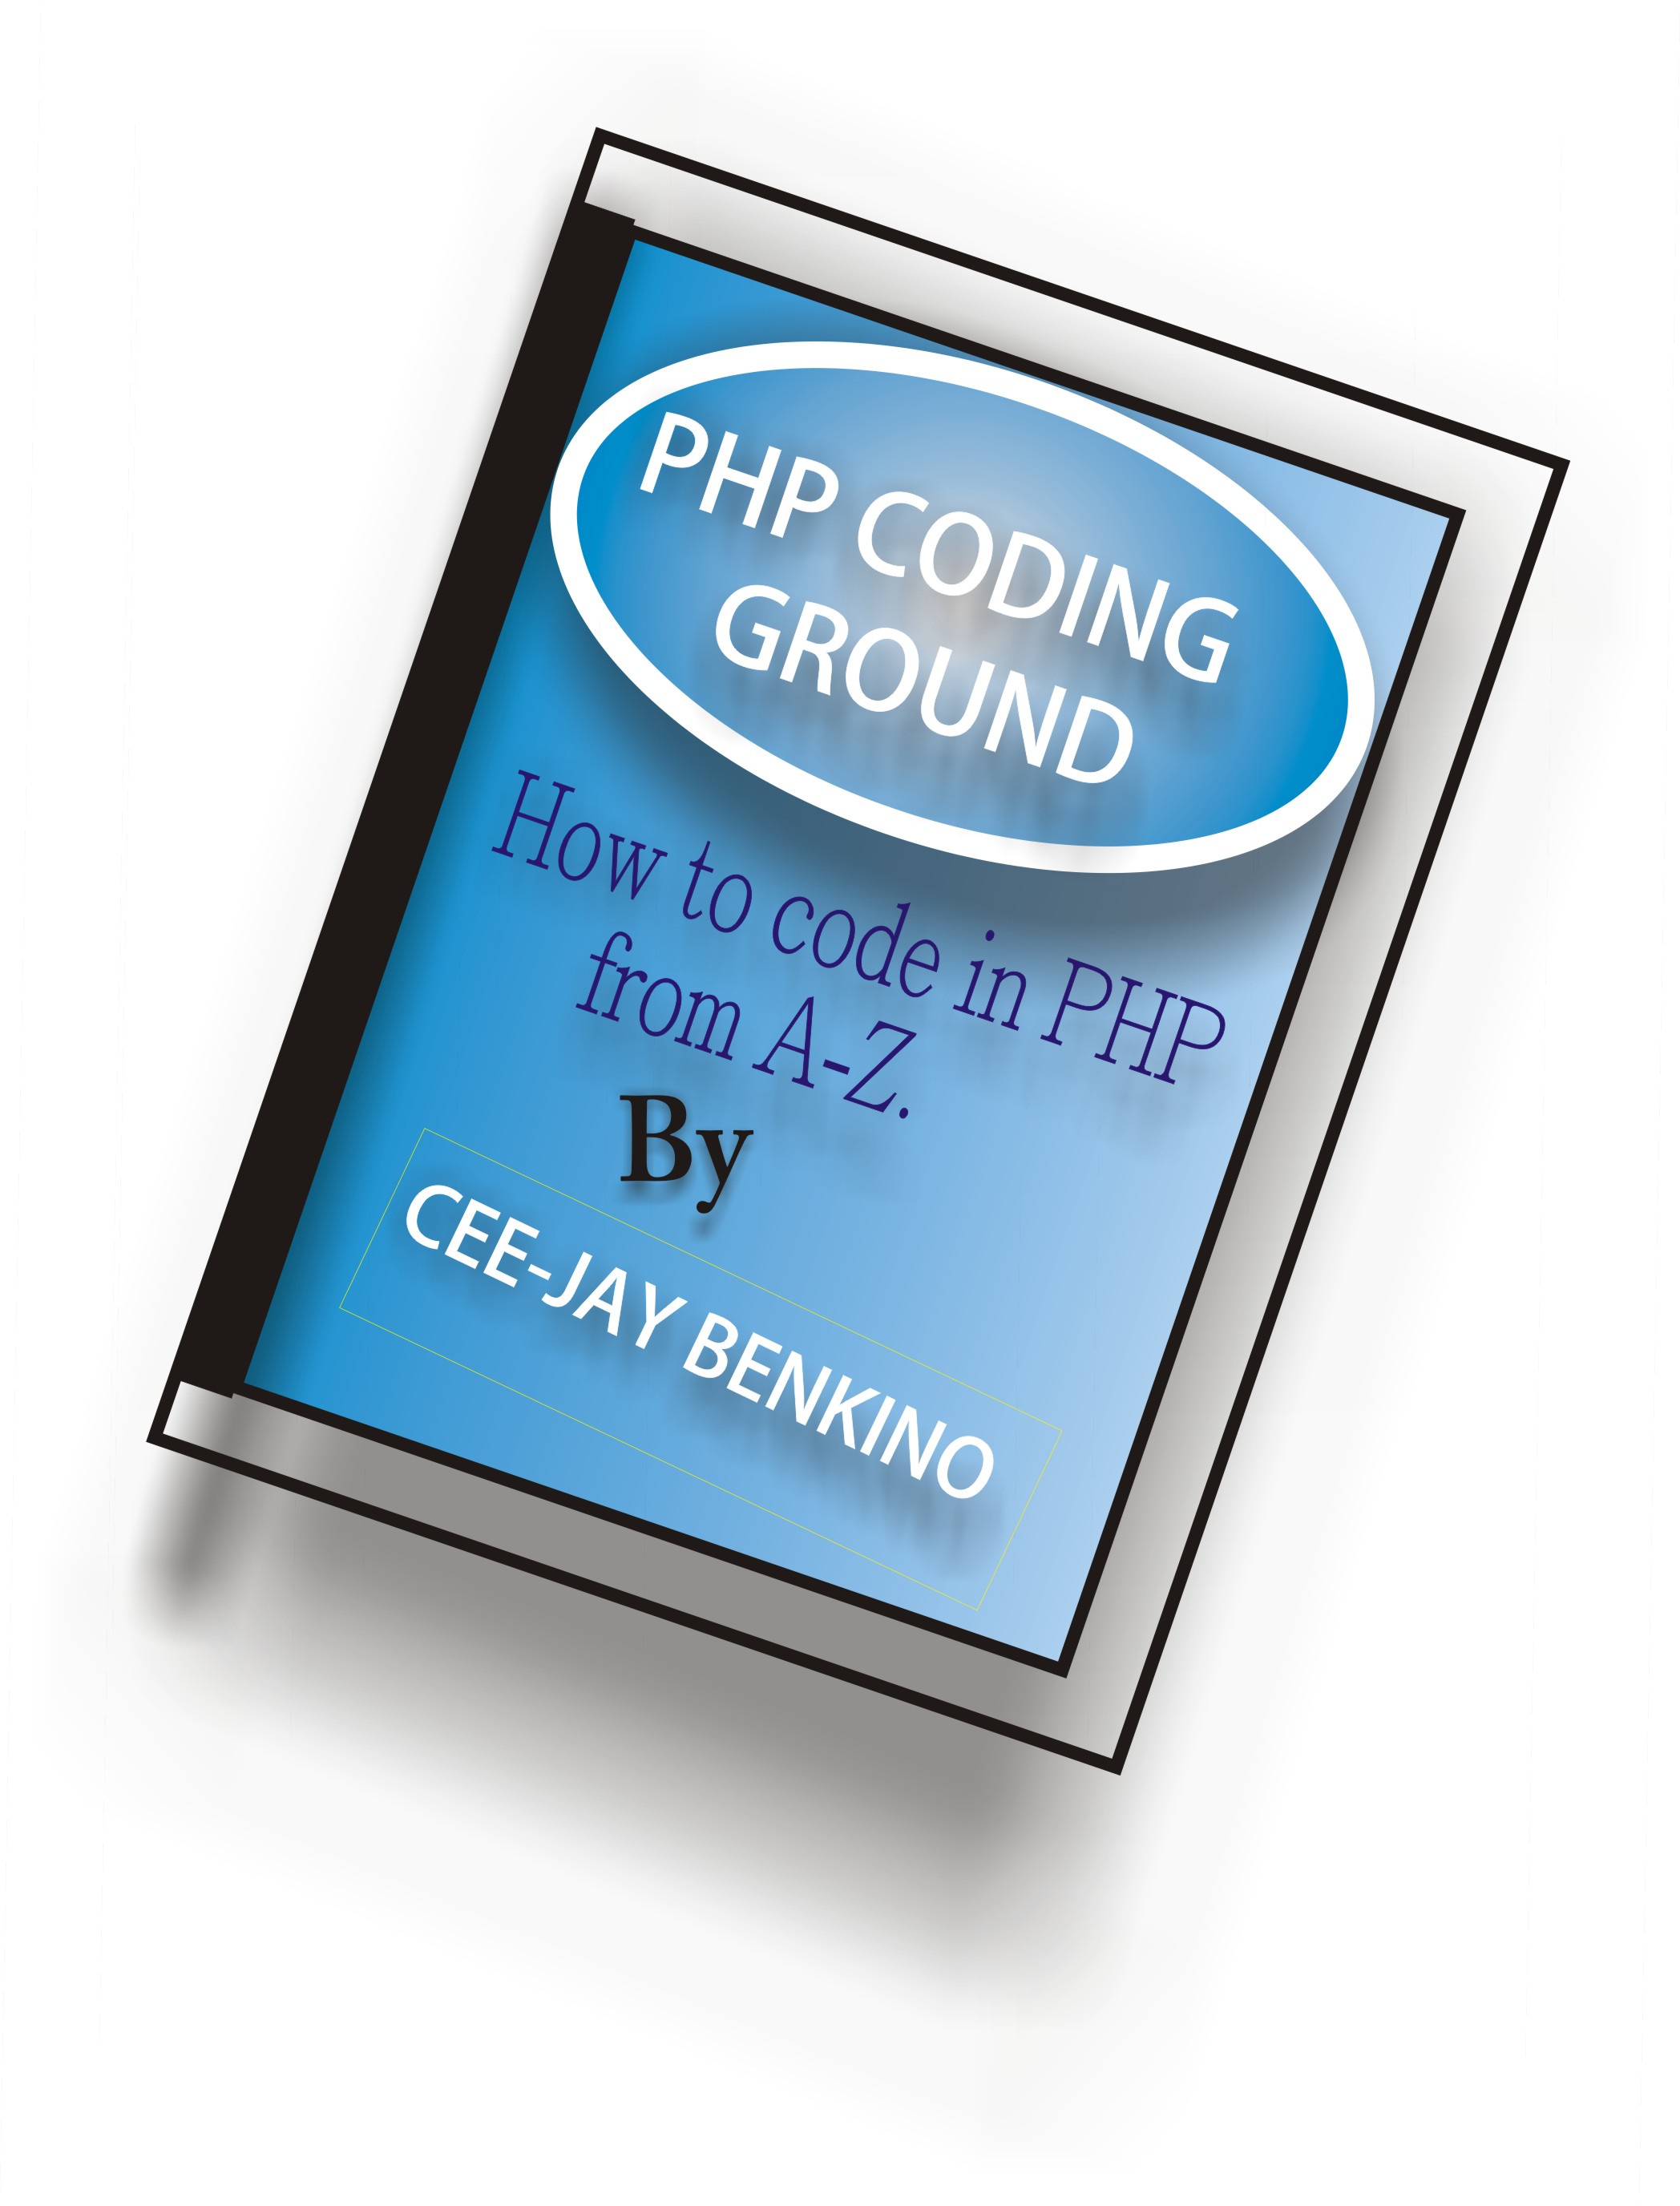 PHP CODING
GROUND
How to code in PHP
from A-Z.
By
CEE-JAY BENKINO